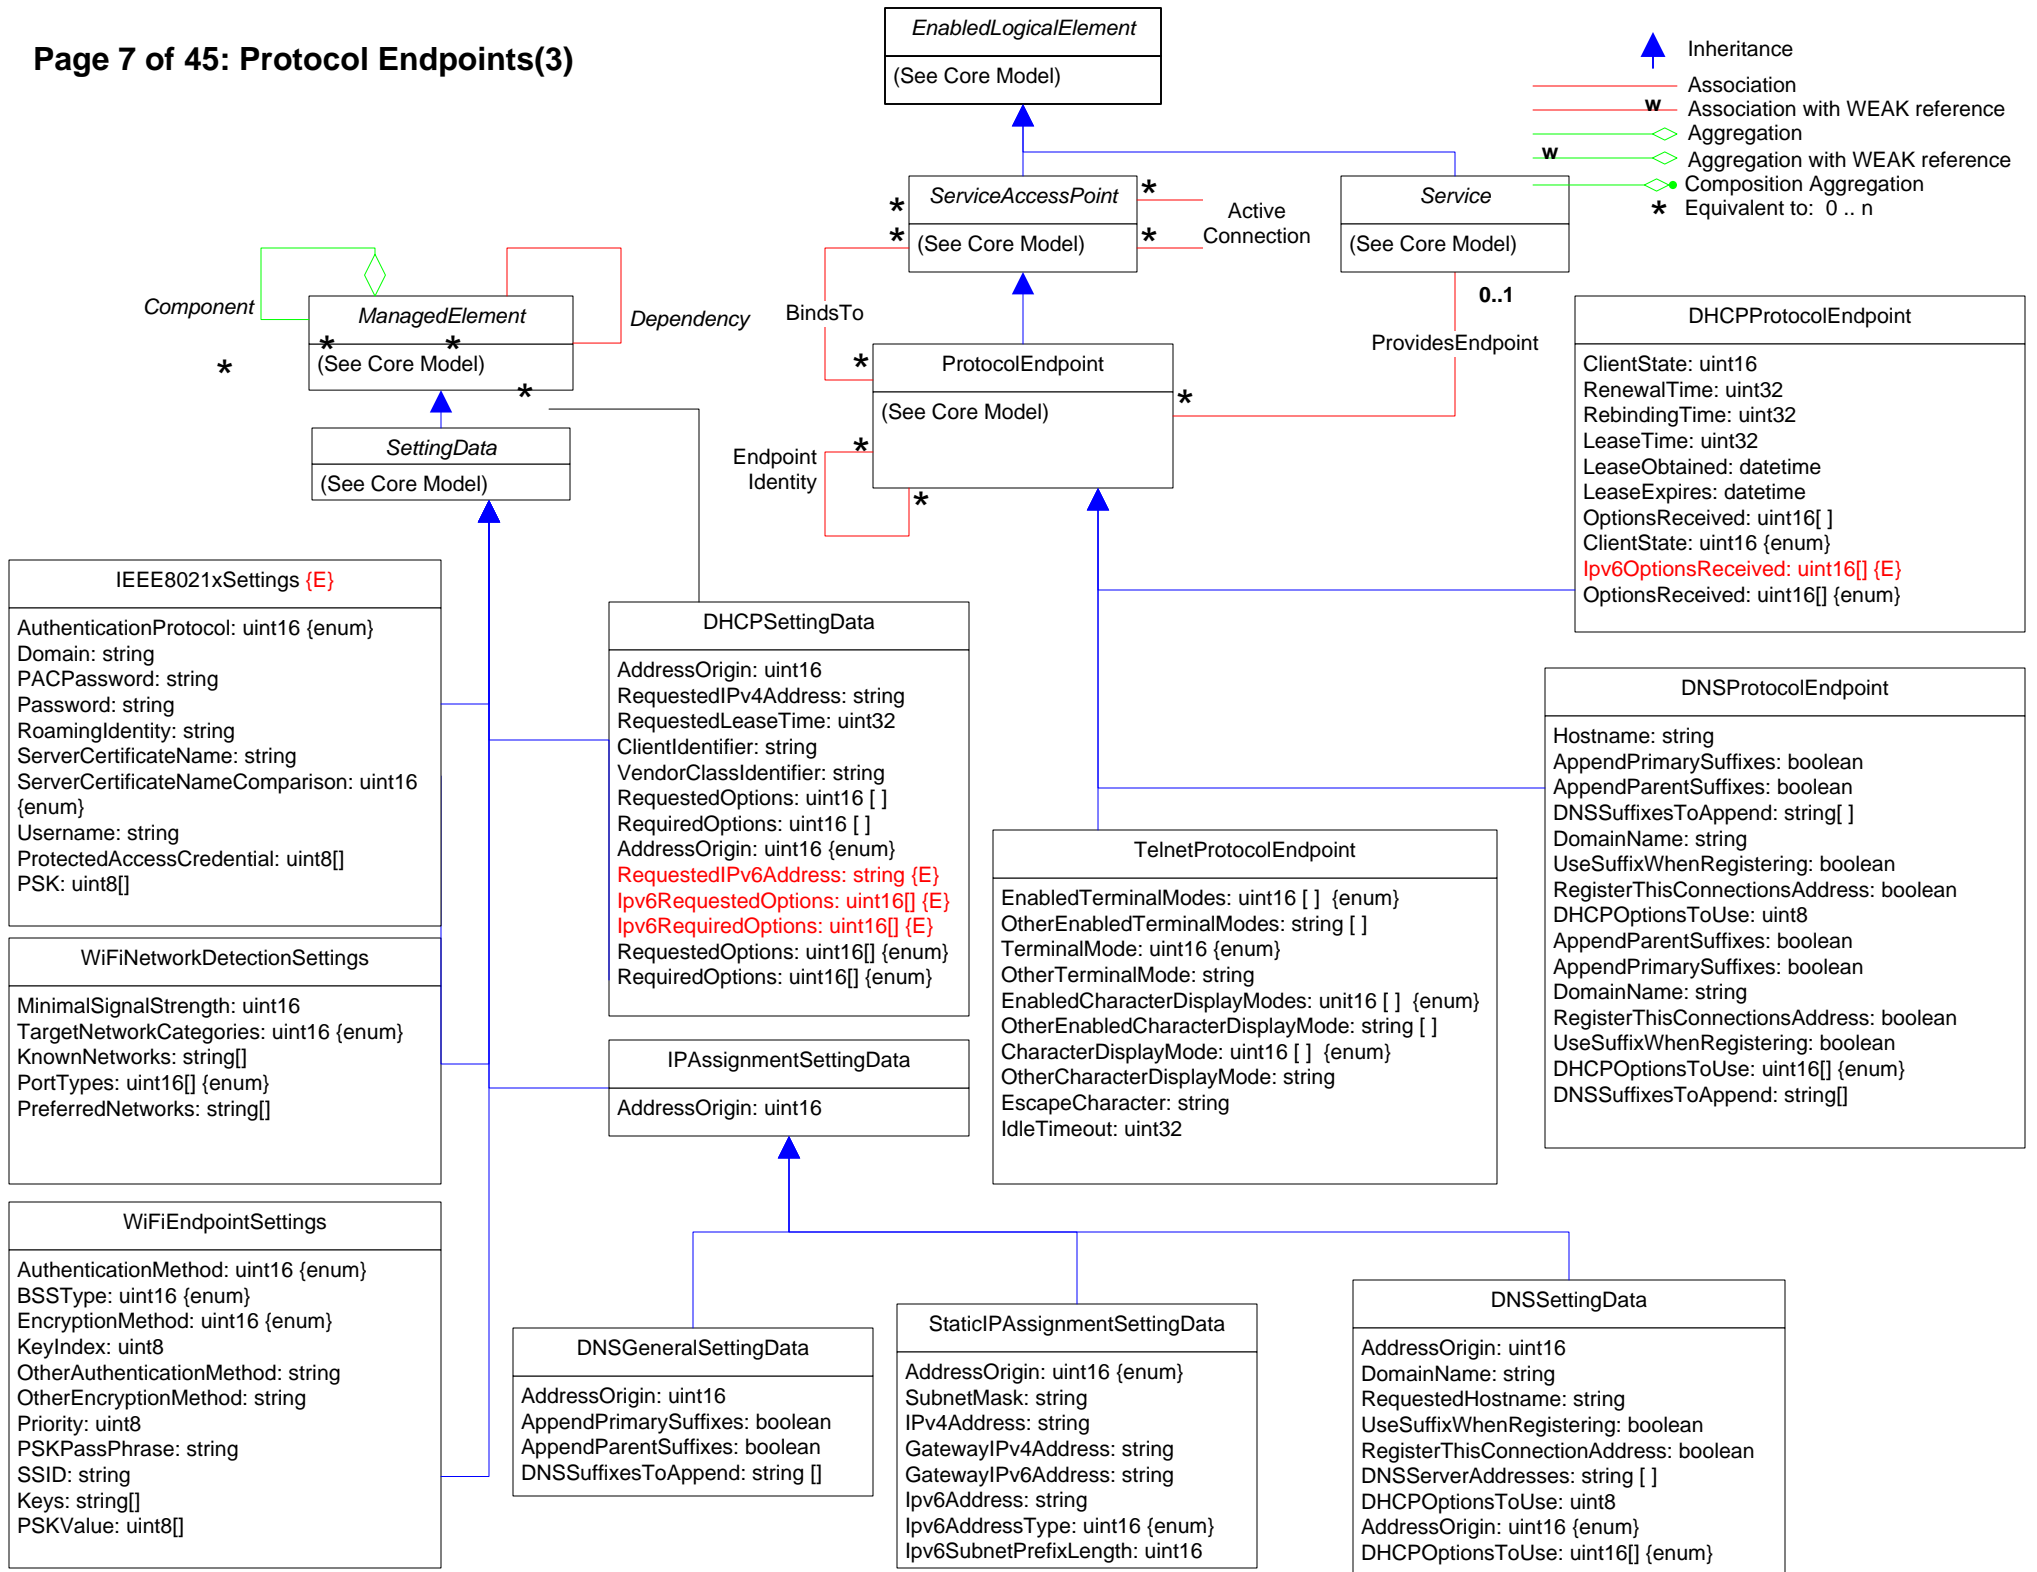 Page 7 of 45: Protocol Endpoints(3)
EnabledLogicalElement
(See Core Model)
Inheritance
Association
w
Association with WEAK reference
Aggregation
w
Aggregation with WEAK reference
Composition Aggregation
* Equivalent to: 0 .. n
ServiceAccessPoint
(See Core Model)
*
*
*
*
Active
Connection
Service
(See Core Model)
0..1
ProvidesEndpoint
*
Component
*
ManagedElement
* *
(See Core Model)
*
Dependency
BindsTo
*
ProtocolEndpoint
(See Core Model)
Endpoint
Identity
*
*
SettingData
(See Core Model)
DHCPProtocolEndpoint
ClientState: uint16
RenewalTime: uint32
RebindingTime: uint32
LeaseTime: uint32
LeaseObtained: datetime
LeaseExpires: datetime
OptionsReceived: uint16[ ]
ClientState: uint16 {enum}
Ipv6OptionsReceived: uint16[] {E}
OptionsReceived: uint16[] {enum}
IEEE8021xSettings {E}
AuthenticationProtocol: uint16 {enum}
Domain: string
PACPassword: string
Password: string
RoamingIdentity: string
ServerCertificateName: string
ServerCertificateNameComparison: uint16
{enum}
Username: string
ProtectedAccessCredential: uint8[]
PSK: uint8[]
DHCPSettingData
AddressOrigin: uint16
RequestedIPv4Address: string
RequestedLeaseTime: uint32
ClientIdentifier: string
VendorClassIdentifier: string
RequestedOptions: uint16 [ ]
RequiredOptions: uint16 [ ]
AddressOrigin: uint16 {enum}
RequestedIPv6Address: string {E}
Ipv6RequestedOptions: uint16[] {E}
Ipv6RequiredOptions: uint16[] {E}
RequestedOptions: uint16[] {enum}
RequiredOptions: uint16[] {enum}
DNSProtocolEndpoint
Hostname: string
AppendPrimarySuffixes: boolean
AppendParentSuffixes: boolean
DNSSuffixesToAppend: string[ ]
DomainName: string
UseSuffixWhenRegistering: boolean
RegisterThisConnectionsAddress: boolean
DHCPOptionsToUse: uint8
AppendParentSuffixes: boolean
AppendPrimarySuffixes: boolean
DomainName: string
RegisterThisConnectionsAddress: boolean
UseSuffixWhenRegistering: boolean
DHCPOptionsToUse: uint16[] {enum}
DNSSuffixesToAppend: string[]
TelnetProtocolEndpoint
EnabledTerminalModes: uint16 [ ] {enum}
OtherEnabledTerminalModes: string [ ]
TerminalMode: uint16 {enum}
OtherTerminalMode: string
EnabledCharacterDisplayModes: unit16 [ ] {enum}
OtherEnabledCharacterDisplayMode: string [ ]
CharacterDisplayMode: uint16 [ ] {enum}
OtherCharacterDisplayMode: string
EscapeCharacter: string
IdleTimeout: uint32
WiFiNetworkDetectionSettings
MinimalSignalStrength: uint16
TargetNetworkCategories: uint16 {enum}
KnownNetworks: string[]
PortTypes: uint16[] {enum}
PreferredNetworks: string[]
IPAssignmentSettingData
AddressOrigin: uint16
WiFiEndpointSettings
AuthenticationMethod: uint16 {enum}
BSSType: uint16 {enum}
EncryptionMethod: uint16 {enum}
KeyIndex: uint8
OtherAuthenticationMethod: string
OtherEncryptionMethod: string
Priority: uint8
PSKPassPhrase: string
SSID: string
Keys: string[]
PSKValue: uint8[]
DNSGeneralSettingData
AddressOrigin: uint16
AppendPrimarySuffixes: boolean
AppendParentSuffixes: boolean
DNSSuffixesToAppend: string []
StaticIPAssignmentSettingData
AddressOrigin: uint16 {enum}
SubnetMask: string
IPv4Address: string
GatewayIPv4Address: string
GatewayIPv6Address: string
Ipv6Address: string
Ipv6AddressType: uint16 {enum}
Ipv6SubnetPrefixLength: uint16
DNSSettingData
AddressOrigin: uint16
DomainName: string
RequestedHostname: string
UseSuffixWhenRegistering: boolean
RegisterThisConnectionAddress: boolean
DNSServerAddresses: string [ ]
DHCPOptionsToUse: uint8
AddressOrigin: uint16 {enum}
DHCPOptionsToUse: uint16[] {enum}